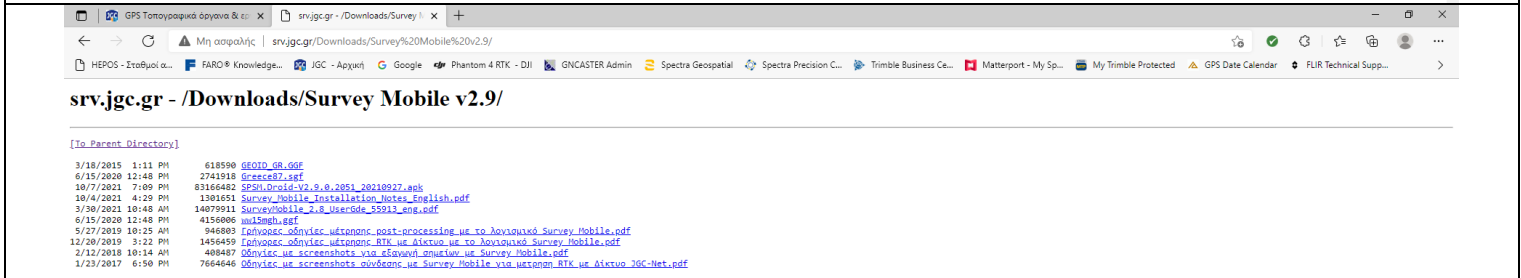 GPS Τοπογραφικά όργανα & ερ
srv.jgc.gr - /Downloads/Survey M
Μη ασφαλής | srv.jgc.gr/Downloads/Survey%20Mobile%20v2.9/
HEPOS - Σταθμοί α... FARO® Knowledge... JGC - Αρχική Google Phantom 4 RTK - DJI GNCASTER Admin Spectra Geospatial Spectra Precision C... Trimble Business Ce... Matterport - My Sp... My Trimble Protected GPS Date Calendar FLIR Technical Supp...
srv.jgc.gr - /Downloads/Survey Mobile v2.9/
[To Parent Directory]
3/18/2015 1:11 PM 618590 GEOID_GR.GGF
6/15/2020 12:48 PM 2741918 Greece87.sgf
10/7/2021 7:09 PM 83166482 SPSM.Droid-V2.9.0.2051_20210927.apk
10/4/2021 4:29 PM 1301651 Survey_Mobile_Installation_Notes_English.pdf
3/30/2021 10:48 AM 14079911 SurveyMobile_2.8_UserGde_55913_eng.pdf
6/15/2020 12:48 PM 4156006 ww15mgh.ggf
5/27/2019 10:25 AM 946803 Γρήγορες οδηγίες μέτρησης post-processing με το λογισμικό Survey Mobile.pdf
12/20/2019 3:22 PM 1456459 Γρήγορες οδηγίες μέτρησης RTK με Δίκτυο με το λογισμικό Survey Mobile.pdf
2/12/2018 10:14 AM 408487 Οδηγίες με screenshots για εξαγωγή σημείων με Survey Mobile.pdf
1/23/2017 6:50 PM 7664646 Οδηγίες με screenshots σύνδεσης με Survey Mobile για μετρηση RTK με Δίκτυο JGC-Net.pdf